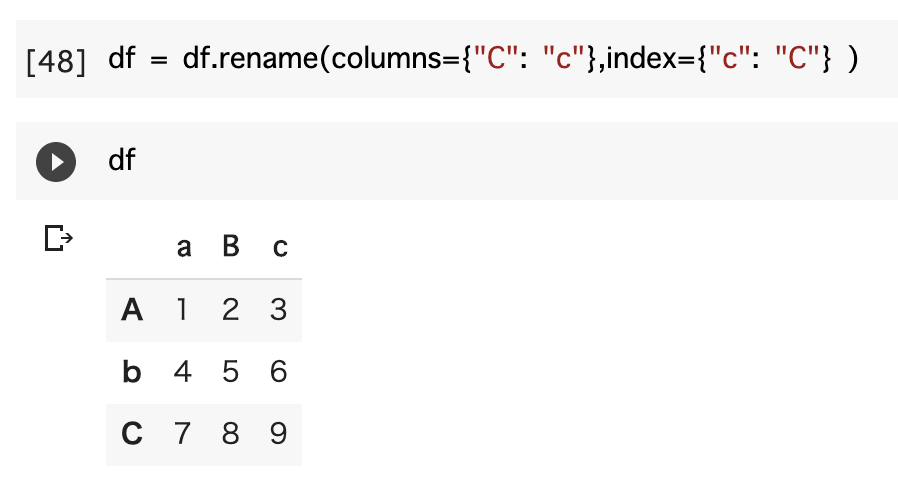 [48] df = df.rename(columns={"C": "c"},index={"c": "C"} )
df
a B c
A 1 2 3
b 4 5 6
C 7 8 9